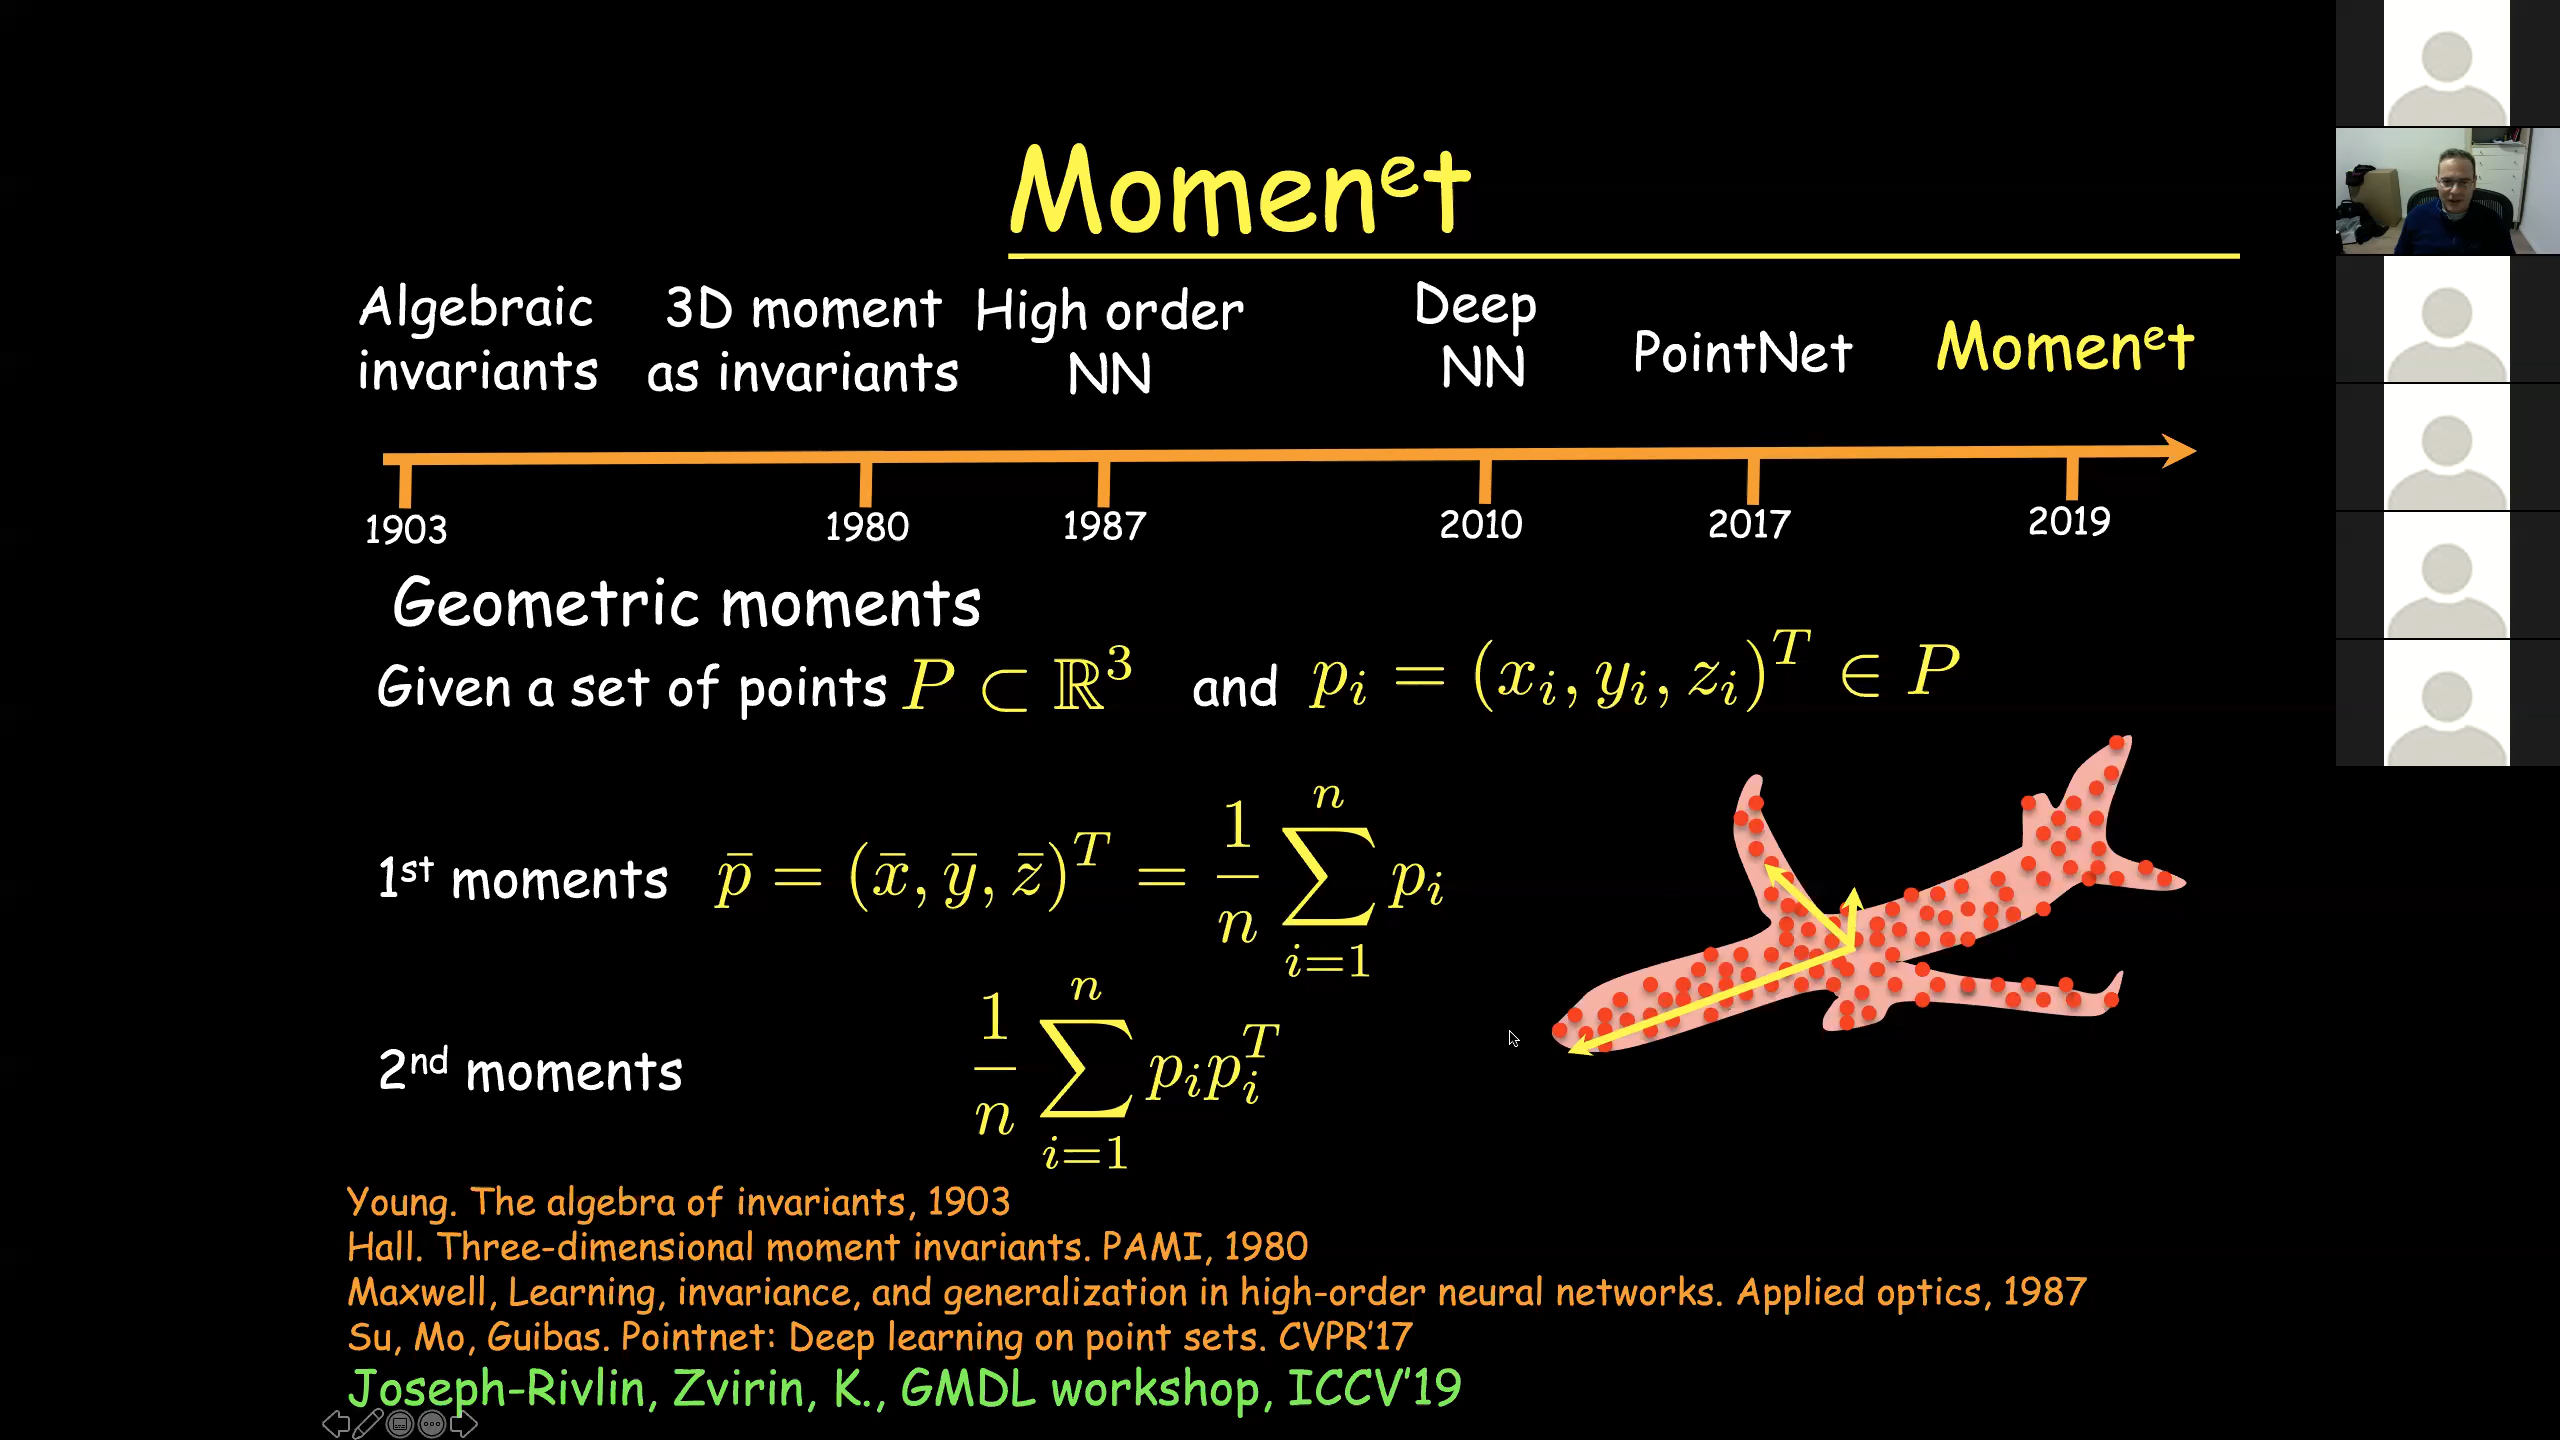 Momenet
Algebraic invariants
3D moment as invariants
High order NN
Deep NN
PointNet
Momenet
1903 1980 1987 2010 2017 2019
Geometric moments
Given a set of points P ⊂ ℝ³ and pᵢ = (xᵢ, yᵢ, zᵢ)ᵀ ∈ P
1st moments p̄ = (x̄, ȳ, z̄)ᵀ = 1/n ∑ᵢ₌₁ⁿ pᵢ
2nd moments 1/n ∑ᵢ₌₁ⁿ pᵢpᵢᵀ
Young. The algebra of invariants, 1903
Hall. Three-dimensional moment invariants. PAMI, 1980
Maxwell, Learning, invariance, and generalization in high-order neural networks. Applied optics, 1987
Su, Mo, Guibas. Pointnet: Deep learning on point sets. CVPR'17
Joseph-Rivlin, Zvirin, K., GMDL workshop, ICCV'19